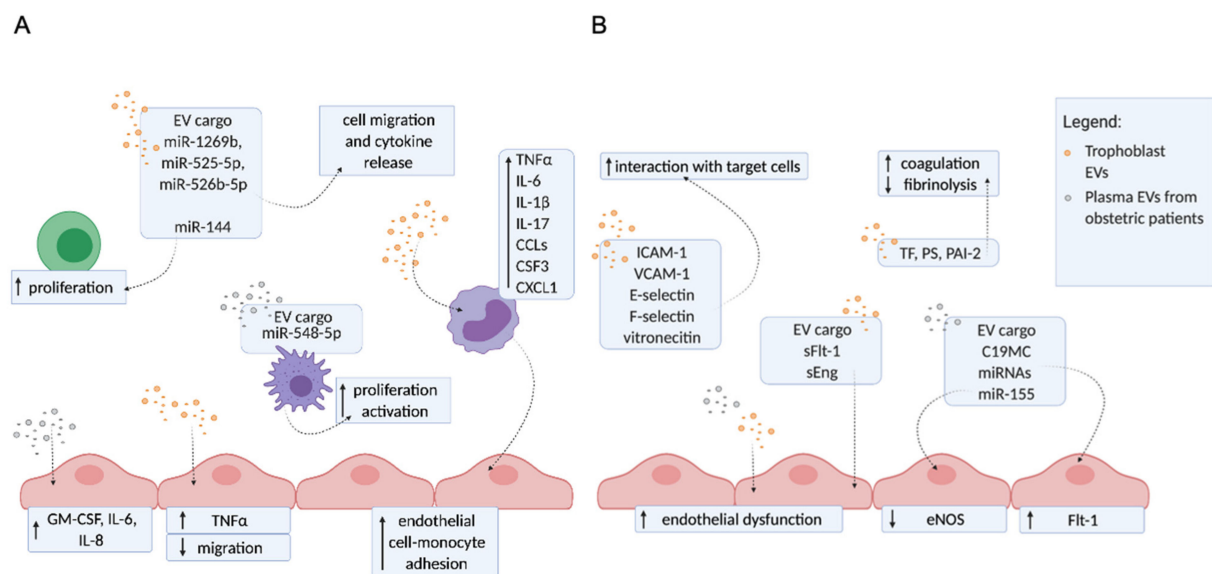 A
EV cargo
miR-1269b,
miR-525-5p,
miR-526b-5p
miR-144
cell migration
and cytokine
release
TNFα
IL-6
IL-1β
IL-17
CCLs
CSF3
CXCL1
proliferation
EV cargo
miR-548-5p
proliferation
activation
GM-CSF, IL-6,
IL-8
TNFα
migration
endothelial
cell-monocyte
adhesion
B
interaction with target cells
coagulation
fibrinolysis
Legend:
Trophoblast
EVs
Plasma EVs from
obstetric patients
ICAM-1
VCAM-1
E-selectin
F-selectin
vitronecitin
TF, PS, PAI-2
EV cargo
sFlt-1
sEng
EV cargo
C19MC
miRNAs
miR-155
endothelial dysfunction
eNOS
Flt-1